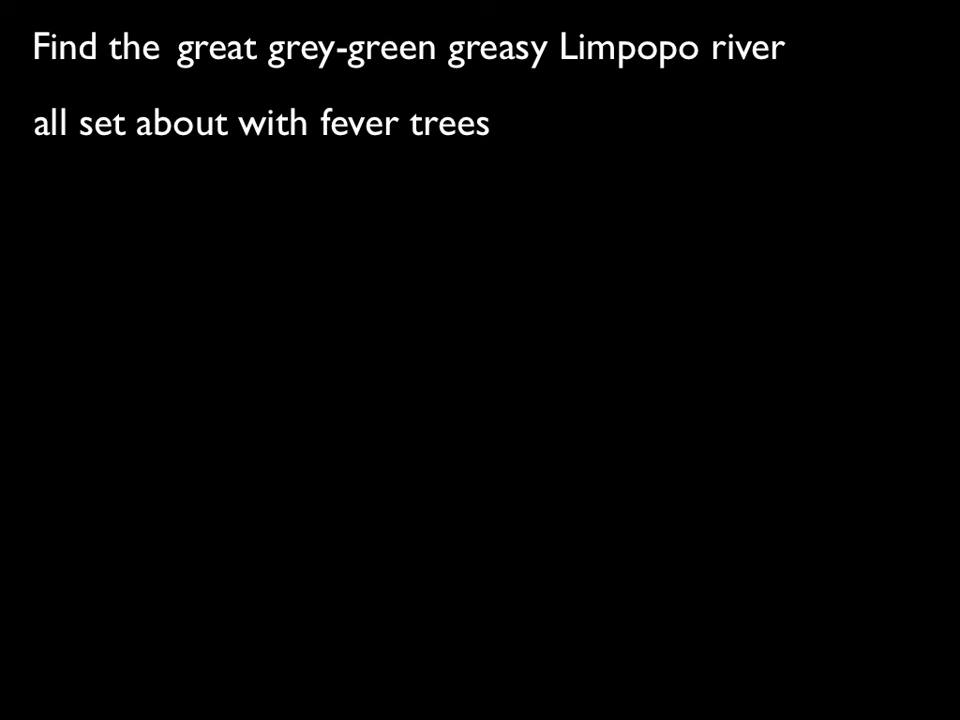 Find the great grey-green greasy Limpopo river
all set about with fever trees